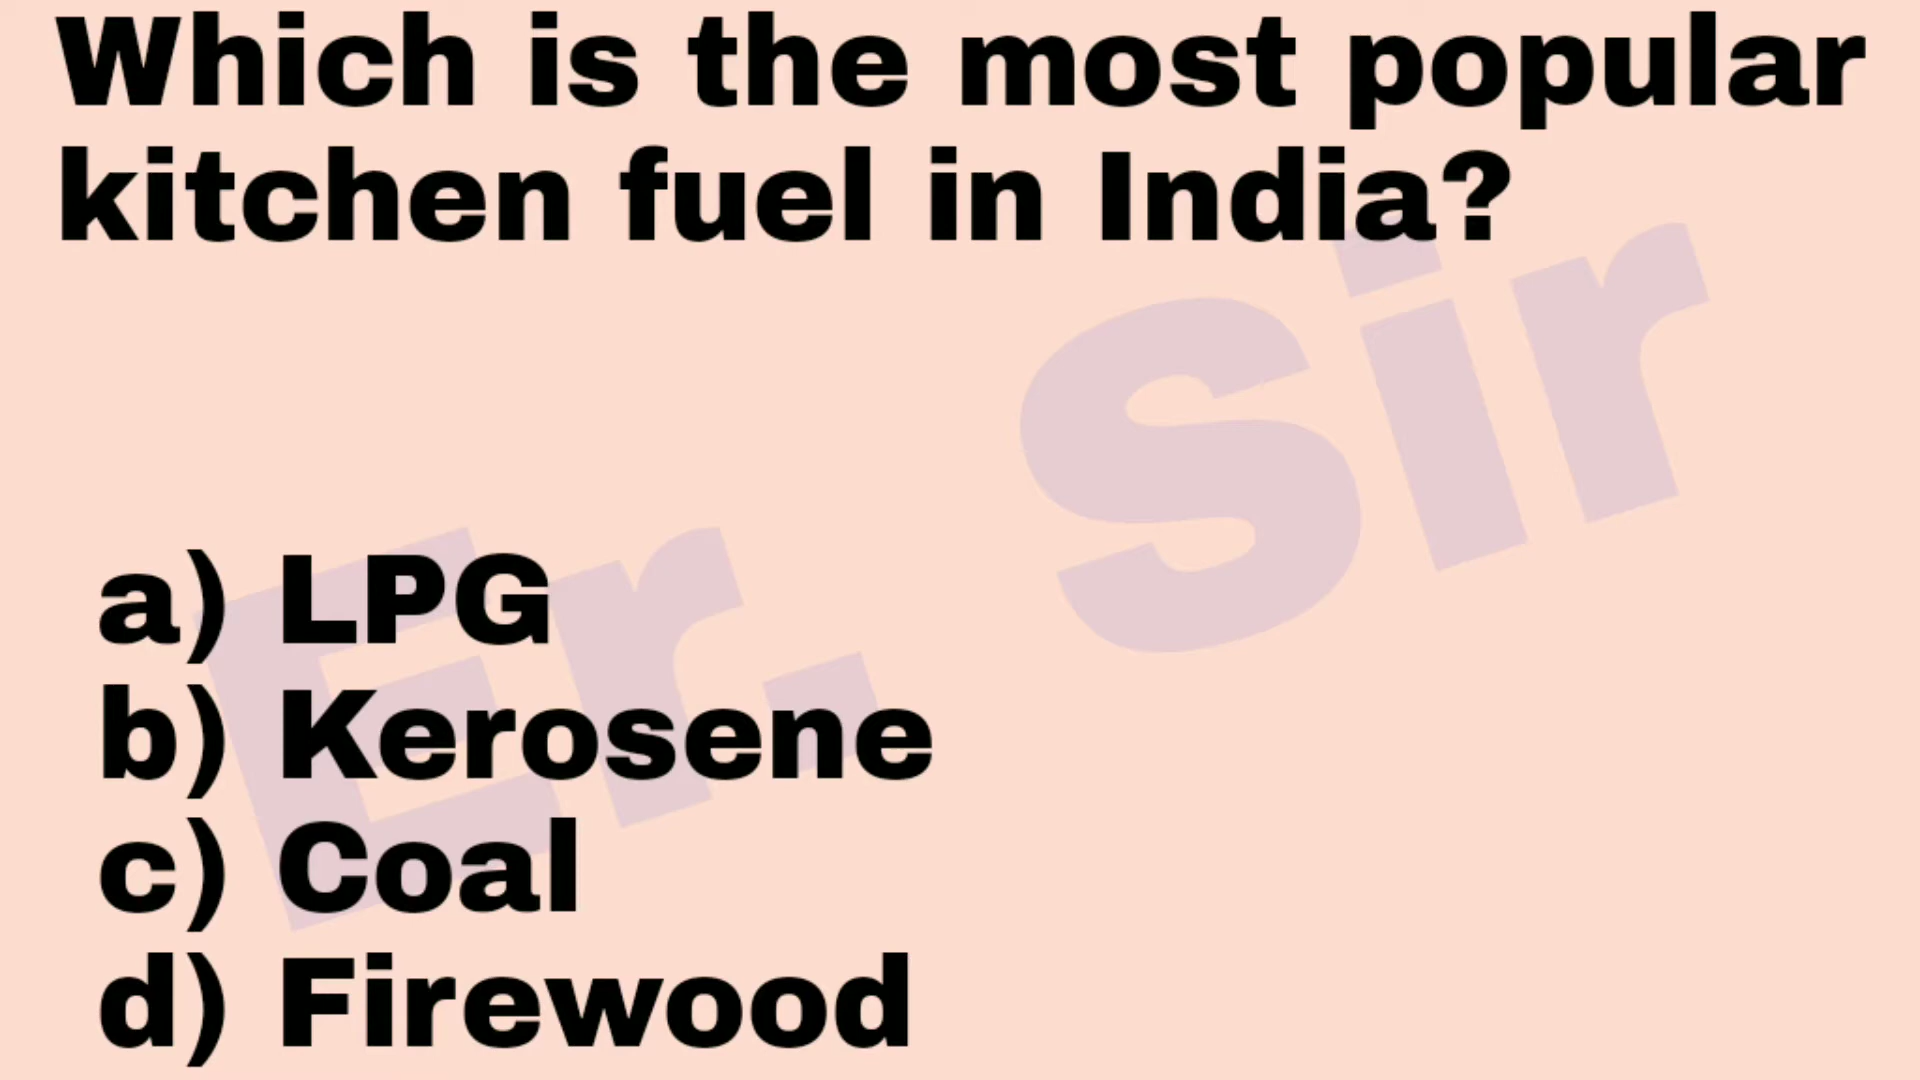 Which is the most popular
kitchen fuel in India?
Er. Sir
a) LPG
b) Kerosene
c) Coal
d) Firewood